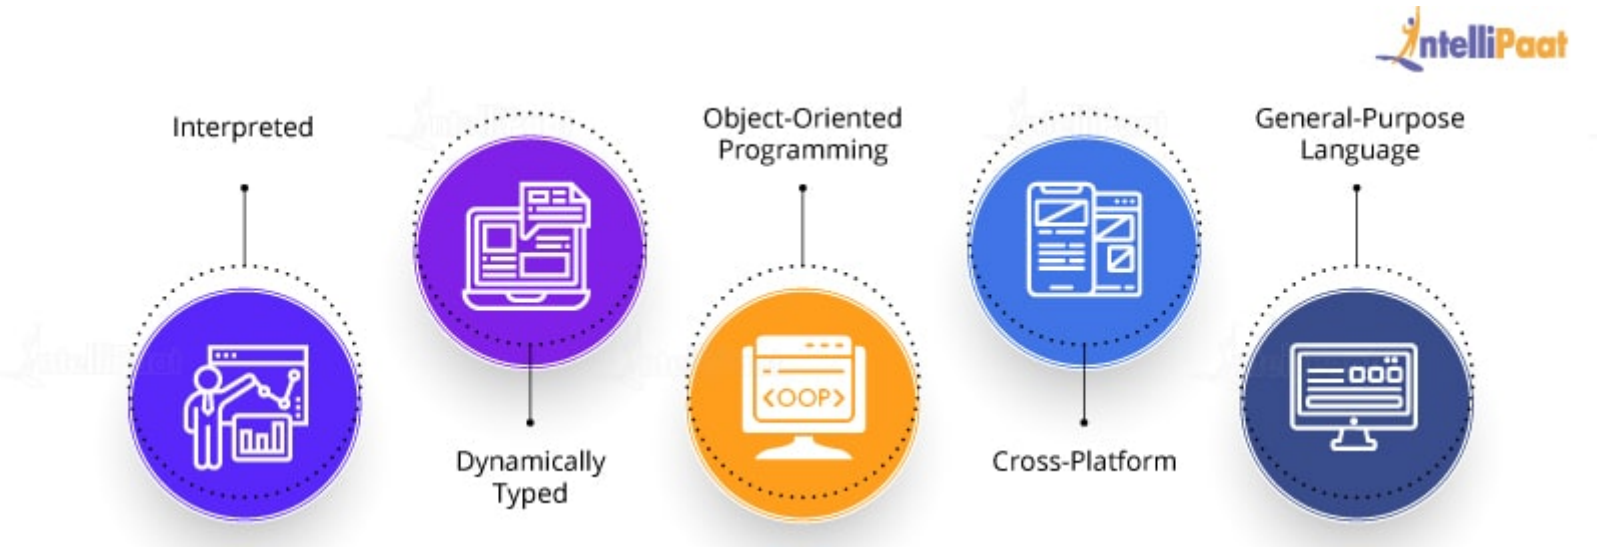 IntelliPaat
Interpreted
Dynamically
Typed
Object-Oriented
Programming
<OOP>
Cross-Platform
General-Purpose
Language